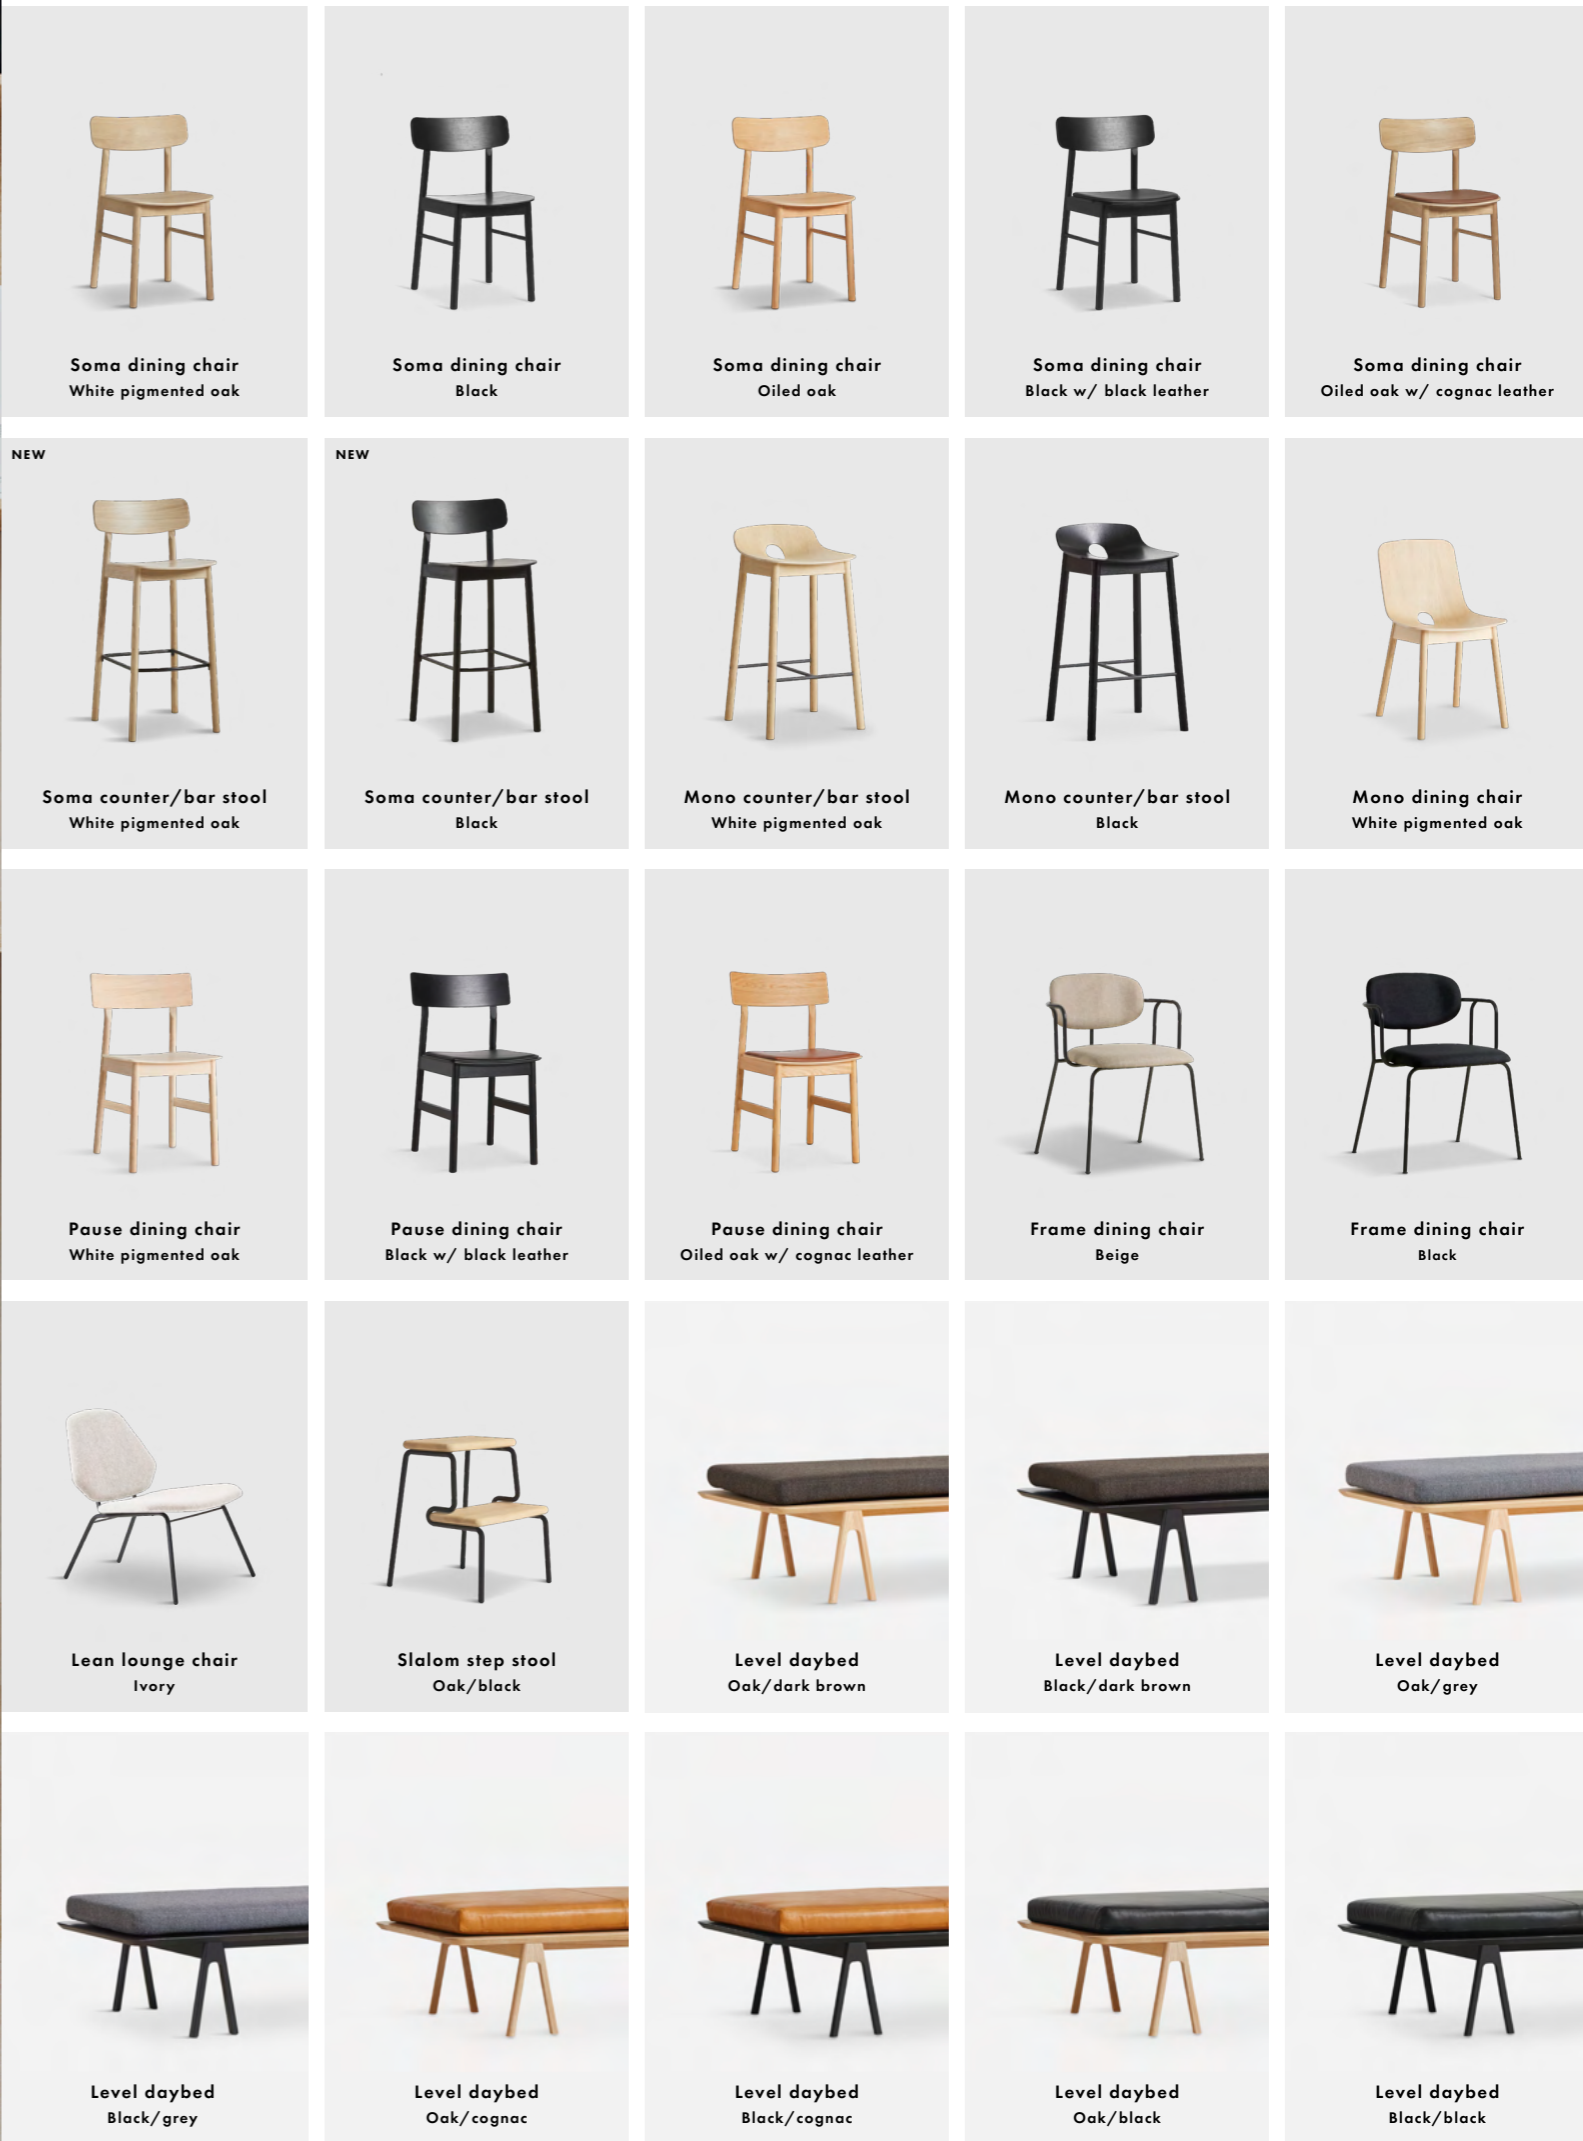 Soma dining chair
White pigmented oak
Soma dining chair
Black
Soma dining chair
Oiled oak
Soma dining chair
Black w/ black leather
Soma dining chair
Oiled oak w/ cognac leather
NEW
Soma counter/bar stool
White pigmented oak
NEW
Soma counter/bar stool
Black
Mono counter/bar stool
White pigmented oak
Mono counter/bar stool
Black
Mono dining chair
White pigmented oak
Pause dining chair
White pigmented oak
Pause dining chair
Black w/ black leather
Pause dining chair
Oiled oak w/ cognac leather
Frame dining chair
Beige
Frame dining chair
Black
Lean lounge chair
Ivory
Slalom step stool
Oak/black
Level daybed
Oak/dark brown
Level daybed
Black/dark brown
Level daybed
Oak/grey
Level daybed
Black/grey
Level daybed
Oak/cognac
Level daybed
Black/cognac
Level daybed
Oak/black
Level daybed
Black/black